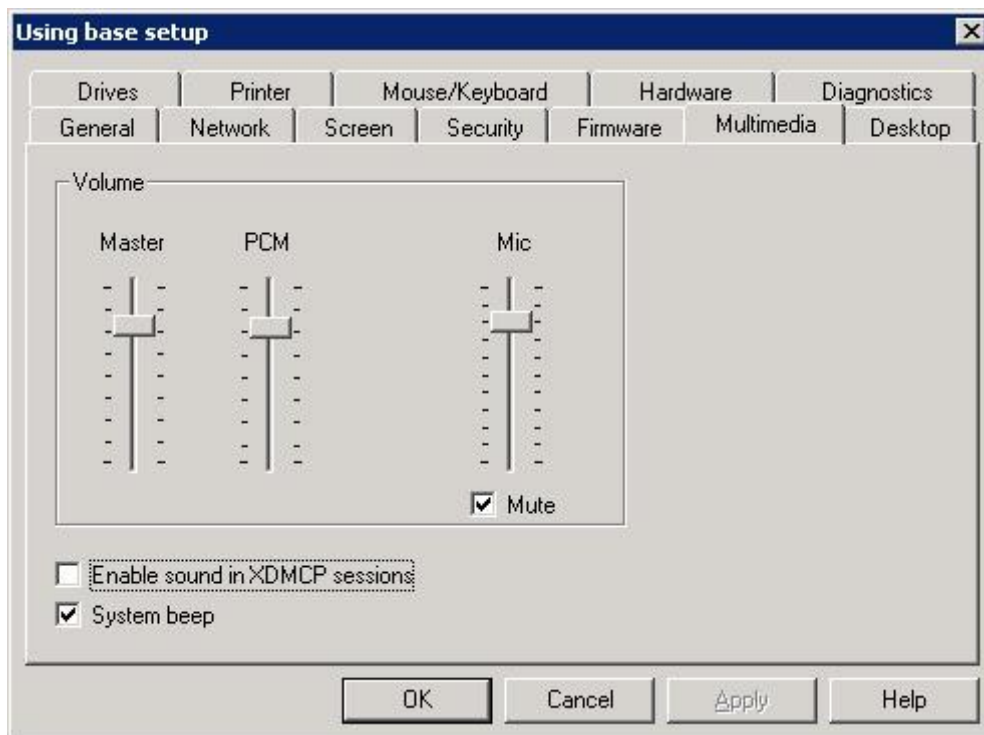 Using base setup
Drives Printer Mouse/Keyboard Hardware Diagnostics
General Network Screen Security Firmware Multimedia Desktop
Volume
Master PCM Mic
Mute
Enable sound in XDMCP sessions
System beep
OK Cancel Apply Help